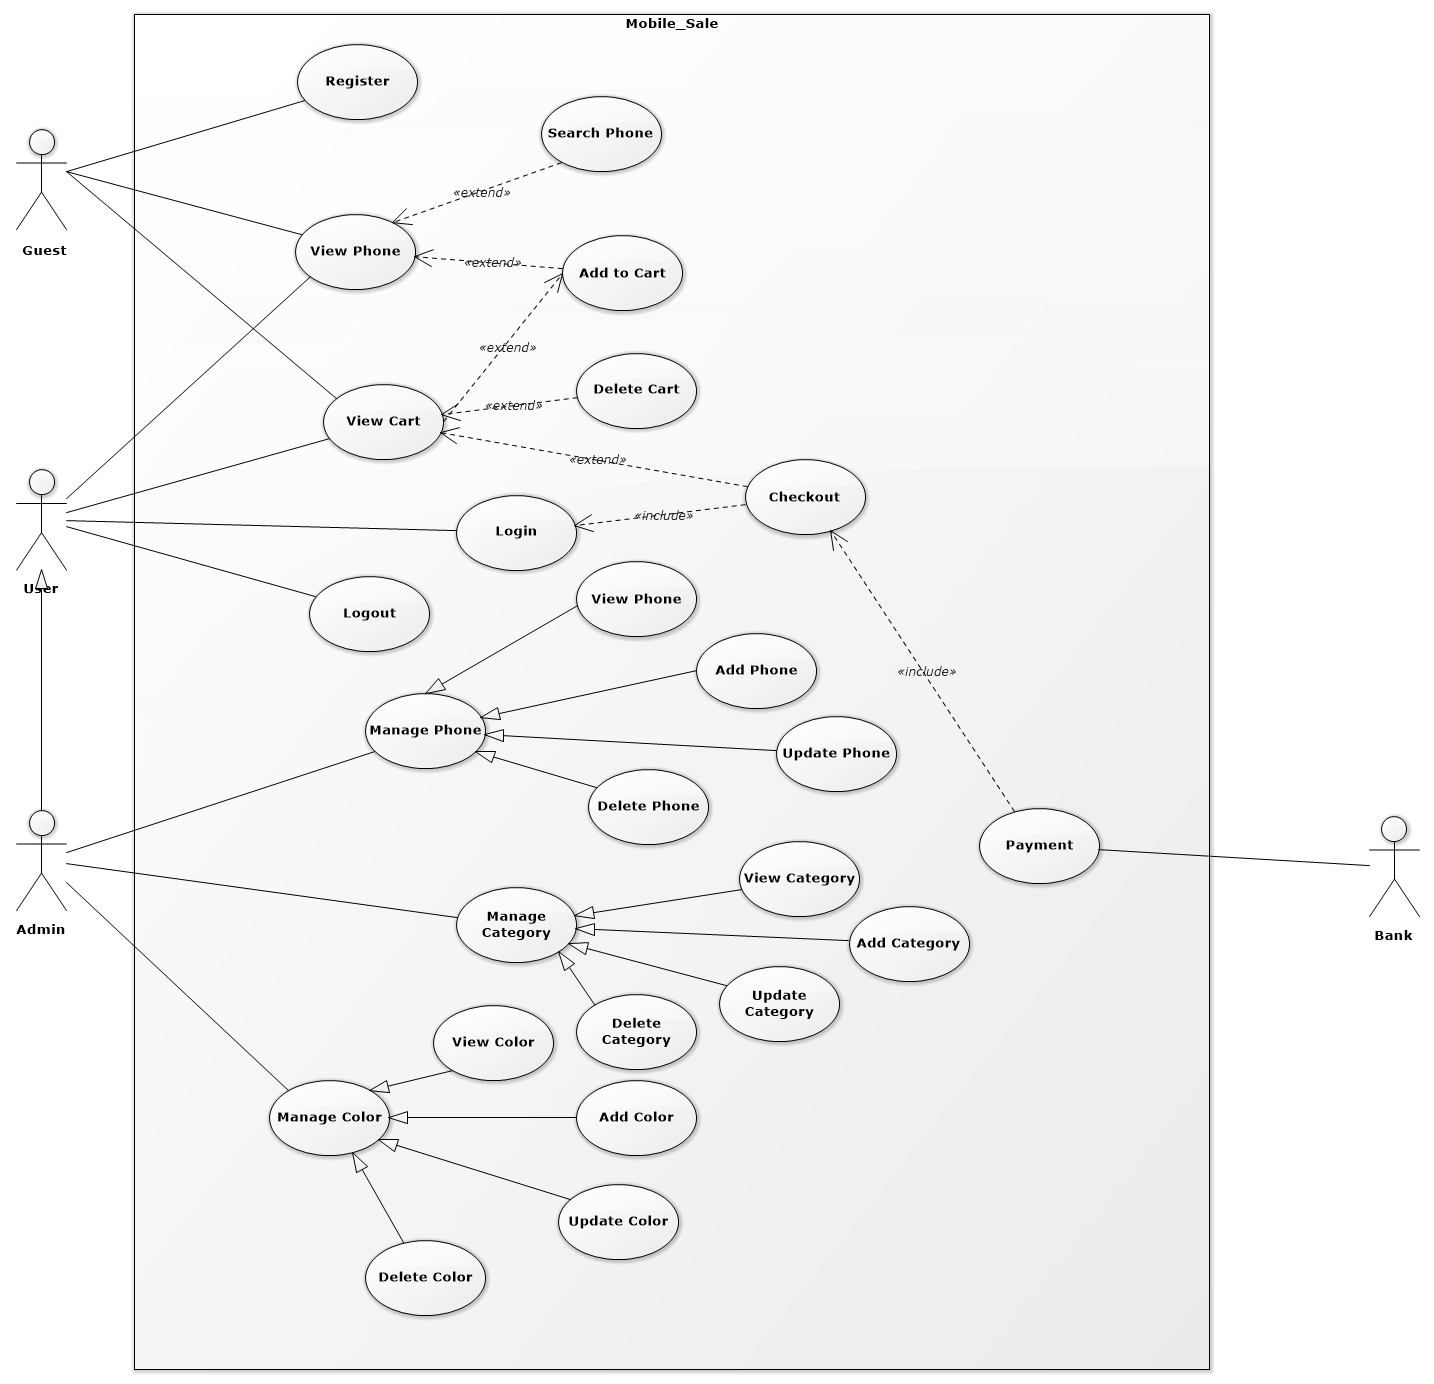 Mobile_Sale
Register
Search Phone
«extend»
Guest
View Phone
«extend»
Add to Cart
«extend»
Delete Cart
«extend»
View Cart
«extend»
Checkout
«include»
Login
User
View Phone
Logout
Add Phone
«include»
Manage Phone
Update Phone
Delete Phone
Payment
View Category
Manage
Category
Add Category
Admin
Bank
Update
Category
Delete
Category
View Color
Manage Color
Add Color
Update Color
Delete Color